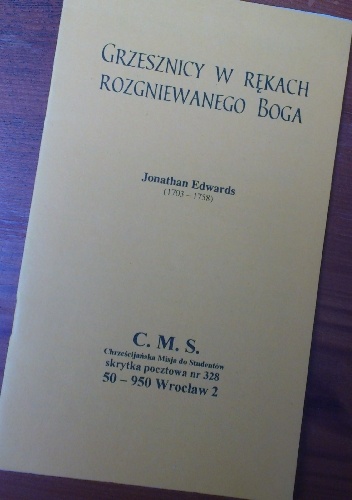 Grzesznicy w rękach
rozgniewanego Boga
Jonathan Edwards
(1703 – 1758)
C. M. S.
Chrześcijańska Misja do Studentów
skrytka pocztowa nr 328
50 – 950 Wrocław 2